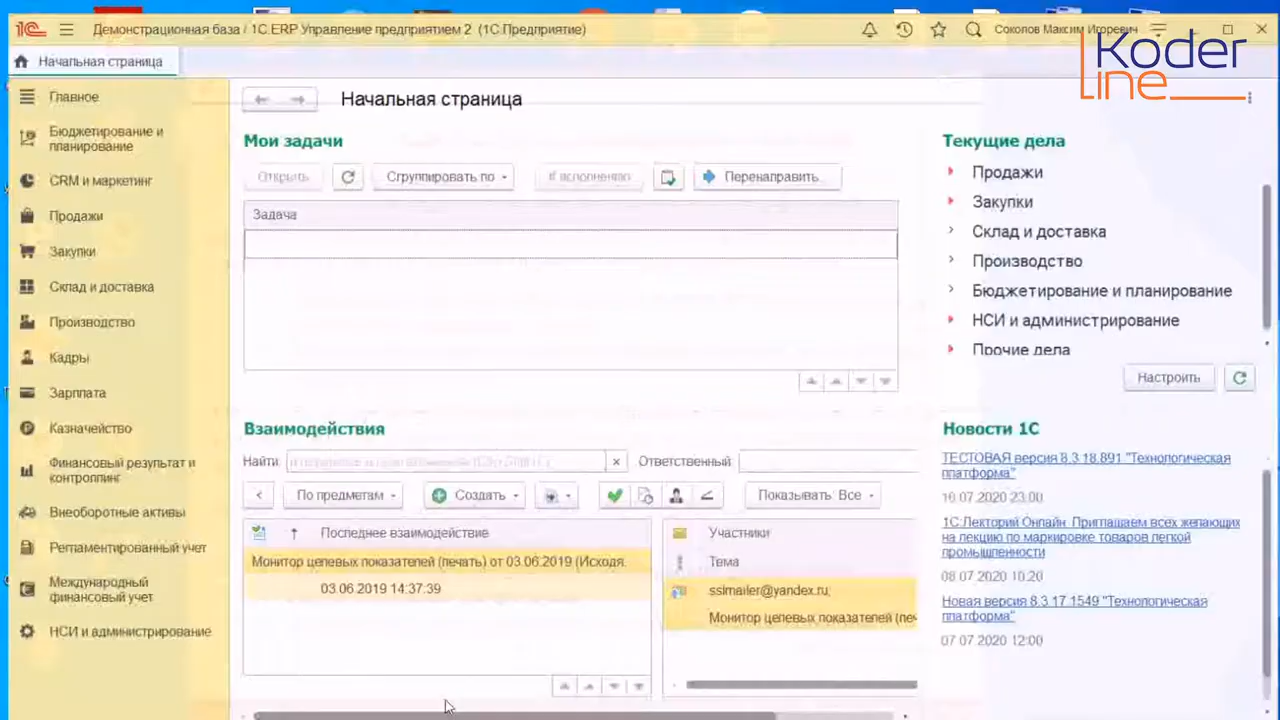 Демонстрационная база / 1С:ERP Управление предприятием 2 (1С:Предприятие)
Соколов Максим Игоревич
Koder
line
Начальная страница
Главное
Бюджетирование и
планирование
CRM и маркетинг
Продажи
Закупки
Склад и доставка
Производство
Кадры
Зарплата
Казначейство
Финансовый результат и
контроллинг
Внеоборотные активы
Регламентированный учет
Международный
финансовый учет
НСИ и администрирование
Начальная страница
Мои задачи
Открыть
Сгруппировать по
К исполнению
Перенаправить...
Задача
Взаимодействия
Найти:
Ответственный:
По предметам
Создать
Показывать: Все
Последнее взаимодействие
Монитор целевых показателей (печать) от 03.06.2019 (Исходя.
03.06.2019 14:37:39
Участники
Тема
sslmailer@yandex.ru;
Монитор целевых показателей (печ
Текущие дела
Продажи
Закупки
Склад и доставка
Производство
Бюджетирование и планирование
НСИ и администрирование
Прочие дела
Настроить
Новости 1С
ТЕСТОВАЯ версия 8.3.18.891 "Технологическая
платформа"
10.07.2020 23:00
1С:Лекторий Онлайн. Приглашаем всех желающих
на лекцию по маркировке товаров легкой
промышленности
08.07.2020 10:20
Новая версия 8.3.17.1549 "Технологическая
платформа"
07.07.2020 12:00